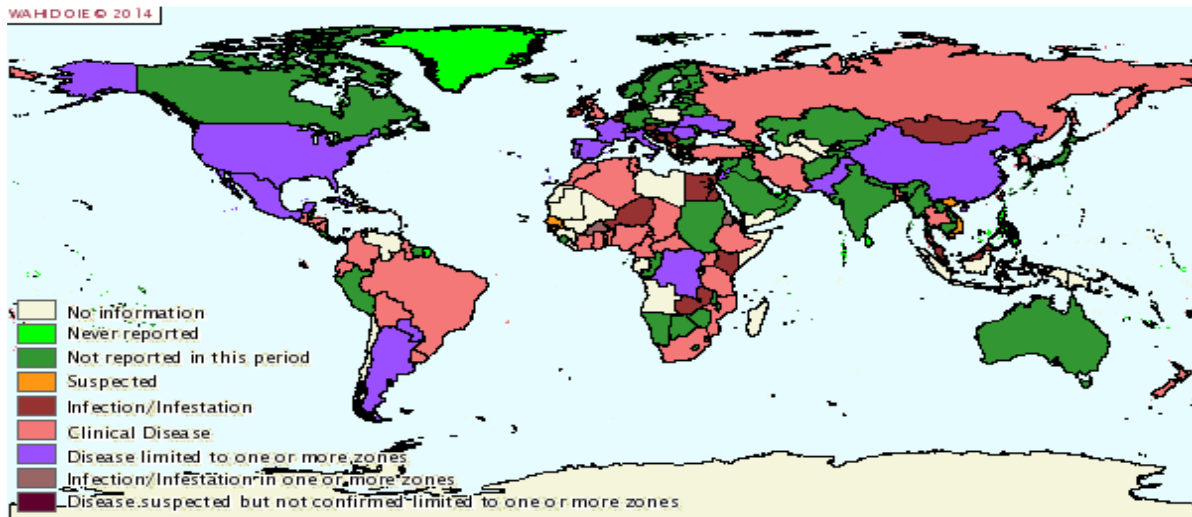 WAHIDOIE © 2014
No information
Never reported
Not reported in this period
Suspected
Infection/Infestation
Clinical Disease
Disease limited to one or more zones
Infection/Infestation in one or more zones
Disease.suspected but not confirmed limited to one or more zones